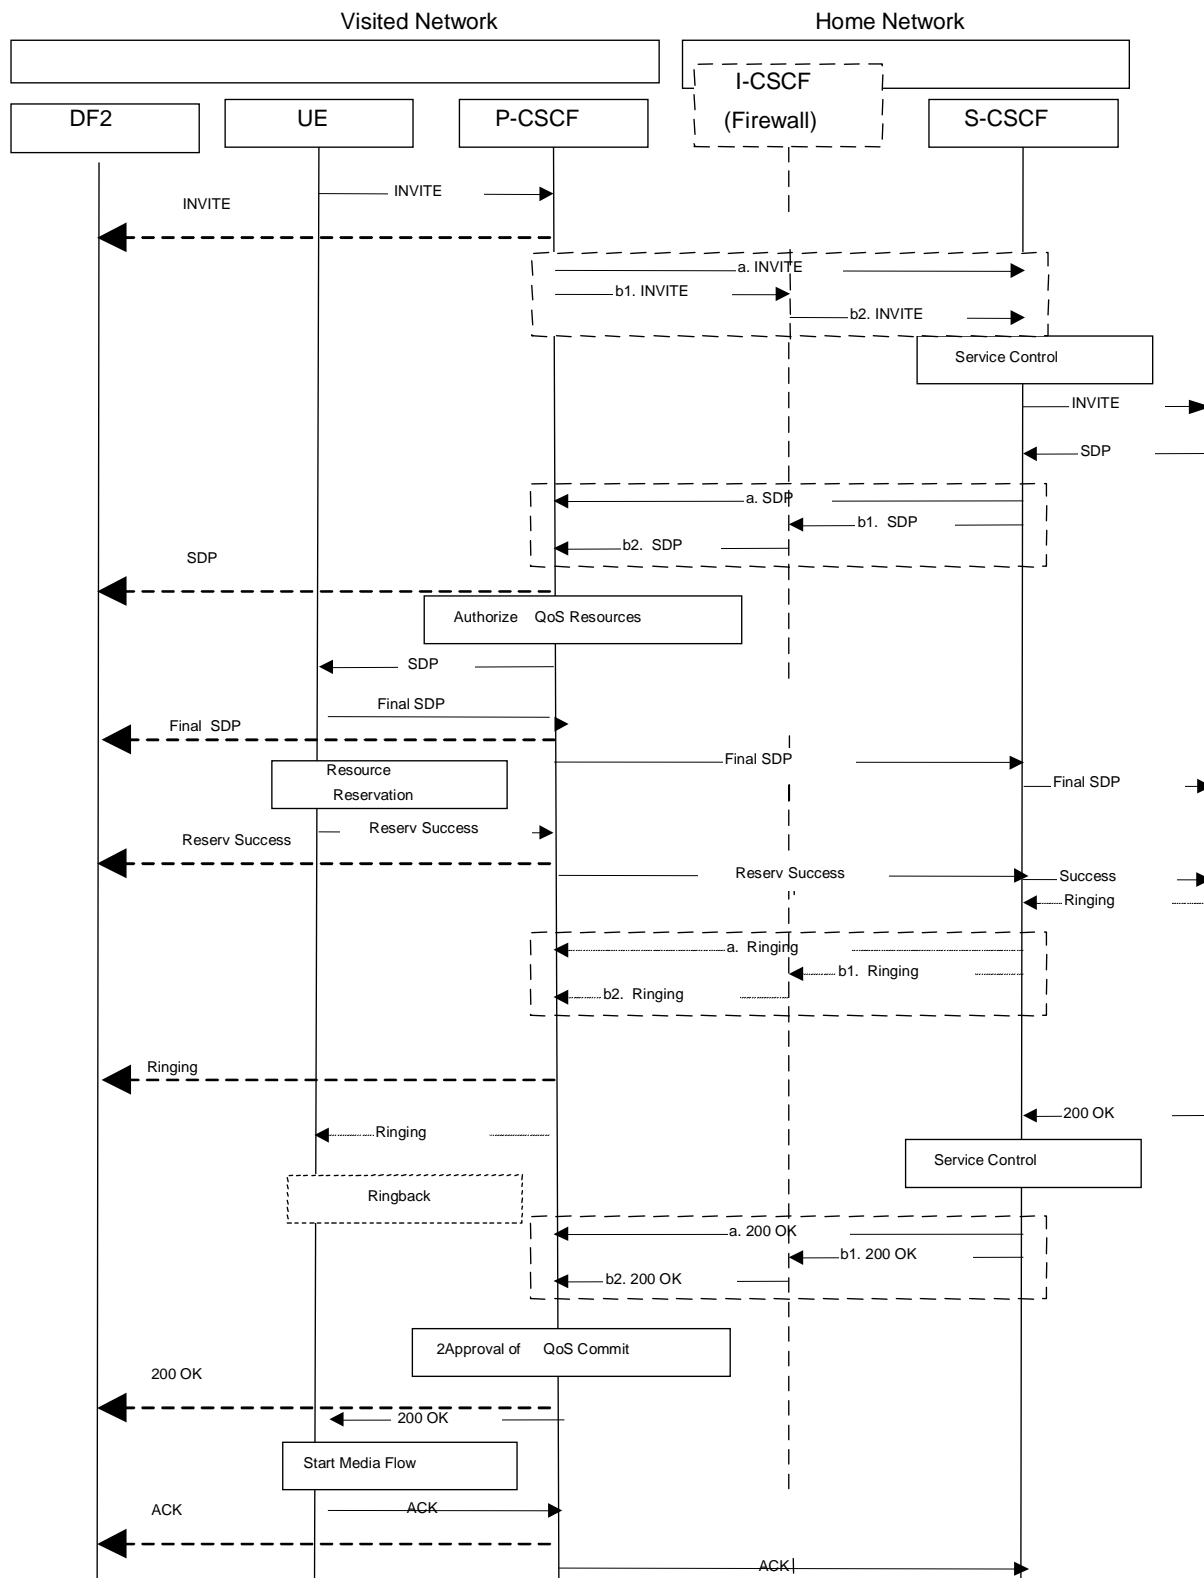 Visited Network
Home Network
I-CSCF
(Firewall)
DF2
UE
P-CSCF
S-CSCF
INVITE
INVITE
a. INVITE
b1. INVITE
b2. INVITE
Service Control
INVITE
SDP
a. SDP
b1. SDP
b2. SDP
SDP
Authorize QoS Resources
SDP
Final SDP
Final SDP
Final SDP
Resource
Reservation
Final SDP
Reserv Success
Reserv Success
Reserv Success
Success
Ringing
a. Ringing
b1. Ringing
b2. Ringing
Ringing
200 OK
Ringing
Service Control
Ringback
a. 200 OK
b1. 200 OK
b2. 200 OK
2Approval of QoS Commit
200 OK
200 OK
Start Media Flow
ACK
ACK
ACK